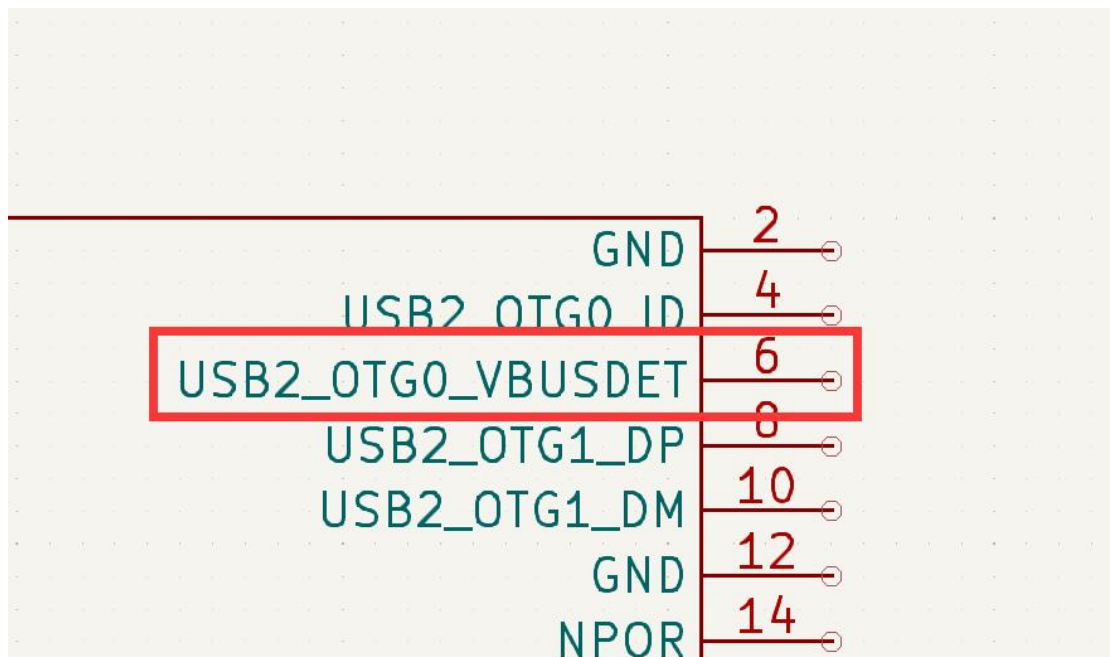 GND 2
USB2_OTG0_ID 4
USB2_OTG0_VBUSDET 6
USB2_OTG1_DP 8
USB2_OTG1_DM 10
GND 12
NPOR 14